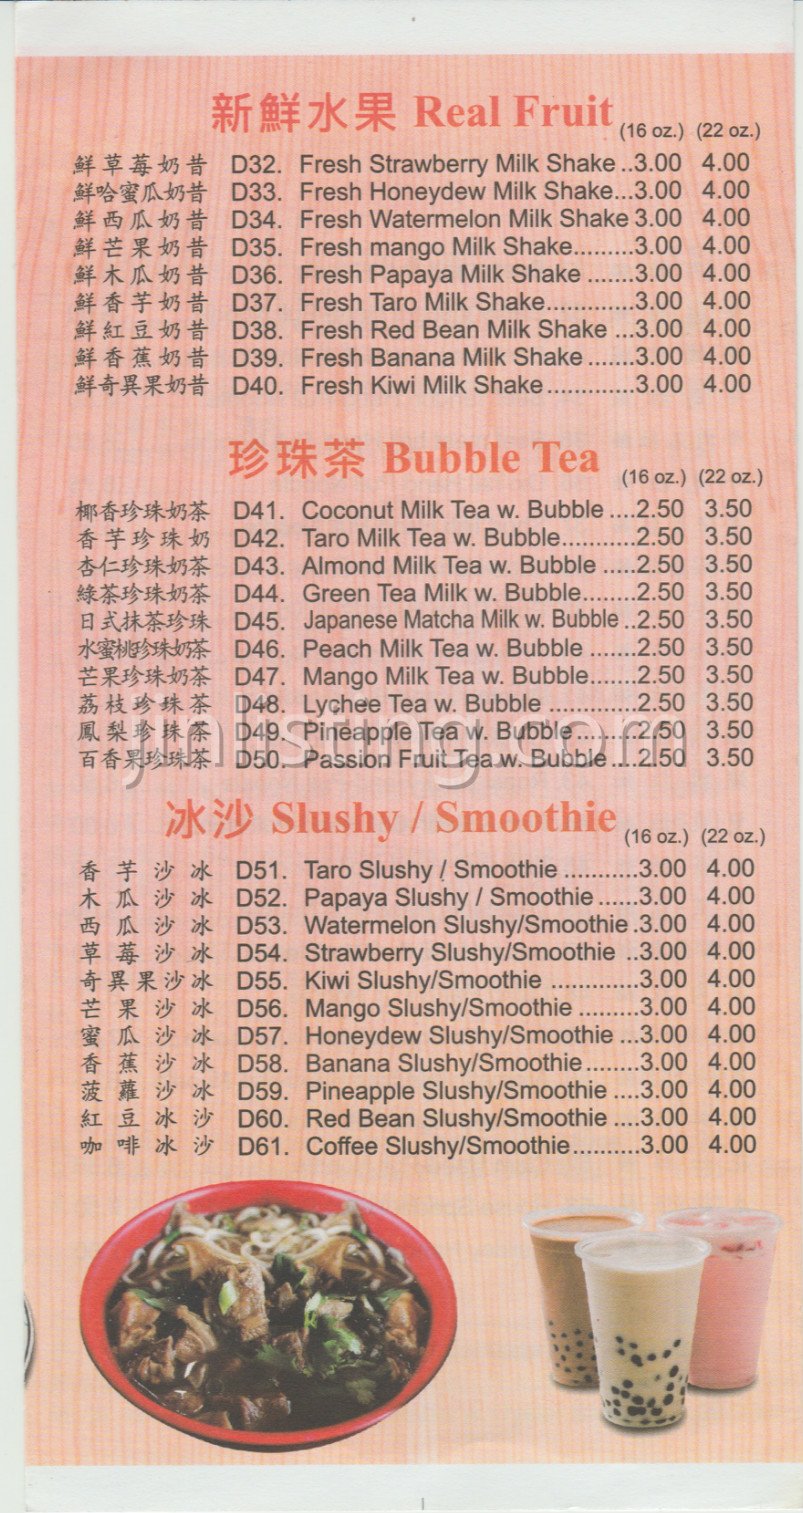 新鮮水果 Real Fruit (16 oz.) (22 oz.)
鮮草莓奶昔 D32. Fresh Strawberry Milk Shake ..3.00 4.00
鮮哈蜜瓜奶昔 D33. Fresh Honeydew Milk Shake...3.00 4.00
鮮西瓜奶昔 D34. Fresh Watermelon Milk Shake 3.00 4.00
鮮芒果奶昔 D35. Fresh mango Milk Shake.........3.00 4.00
鮮木瓜奶昔 D36. Fresh Papaya Milk Shake .......3.00 4.00
鮮香芋奶昔 D37. Fresh Taro Milk Shake.............3.00 4.00
鮮紅豆奶昔 D38. Fresh Red Bean Milk Shake ...3.00 4.00
鮮香蕉奶昔 D39. Fresh Banana Milk Shake .......3.00 4.00
鮮奇異果奶昔 D40. Fresh Kiwi Milk Shake.............3.00 4.00
珍珠茶 Bubble Tea (16 oz.) (22 oz.)
椰香珍珠奶茶 D41. Coconut Milk Tea w. Bubble ....2.50 3.50
香芋珍珠奶 D42. Taro Milk Tea w. Bubble...........2.50 3.50
杏仁珍珠奶茶 D43. Almond Milk Tea w. Bubble .....2.50 3.50
綠茶珍珠奶茶 D44. Green Tea Milk w. Bubble........2.50 3.50
日式抹茶珍珠 D45. Japanese Matcha Milk w. Bubble ..2.50 3.50
水蜜桃珍珠奶茶 D46. Peach Milk Tea w. Bubble .......2.50 3.50
芒果珍珠奶茶 D47. Mango Milk Tea w. Bubble.......2.50 3.50
荔枝珍珠茶 D48. Lychee Tea w. Bubble .............2.50 3.50
鳳梨珍珠茶 D49. Pineapple Tea w. Bubble.........2.50 3.50
百香果珍珠茶 D50. Passion Fruit Tea w. Bubble ....2.50 3.50
jinlisting.com
冰沙 Slushy / Smoothie (16 oz.) (22 oz.)
香芋沙冰 D51. Taro Slushy / Smoothie ...........3.00 4.00
木瓜沙冰 D52. Papaya Slushy / Smoothie ......3.00 4.00
西瓜沙冰 D53. Watermelon Slushy/Smoothie .3.00 4.00
草莓沙冰 D54. Strawberry Slushy/Smoothie ..3.00 4.00
奇異果沙冰 D55. Kiwi Slushy/Smoothie .............3.00 4.00
芒果沙冰 D56. Mango Slushy/Smoothie .........3.00 4.00
蜜瓜沙冰 D57. Honeydew Slushy/Smoothie ...3.00 4.00
香蕉沙冰 D58. Banana Slushy/Smoothie........3.00 4.00
菠蘿沙冰 D59. Pineapple Slushy/Smoothie ....3.00 4.00
紅豆冰沙 D60. Red Bean Slushy/Smoothie ....3.00 4.00
咖啡冰沙 D61. Coffee Slushy/Smoothie..........3.00 4.00